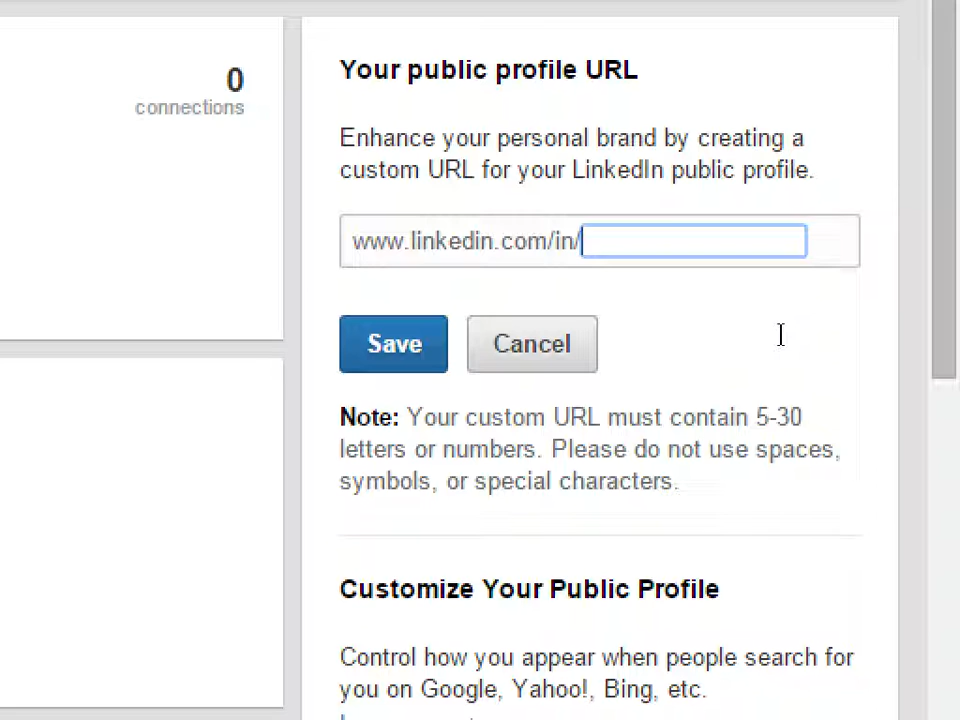 0
connections
Your public profile URL
Enhance your personal brand by creating a
custom URL for your LinkedIn public profile.
www.linkedin.com/in/
Save Cancel
Note: Your custom URL must contain 5-30
letters or numbers. Please do not use spaces,
symbols, or special characters.
Customize Your Public Profile
Control how you appear when people search for
you on Google, Yahoo!, Bing, etc.